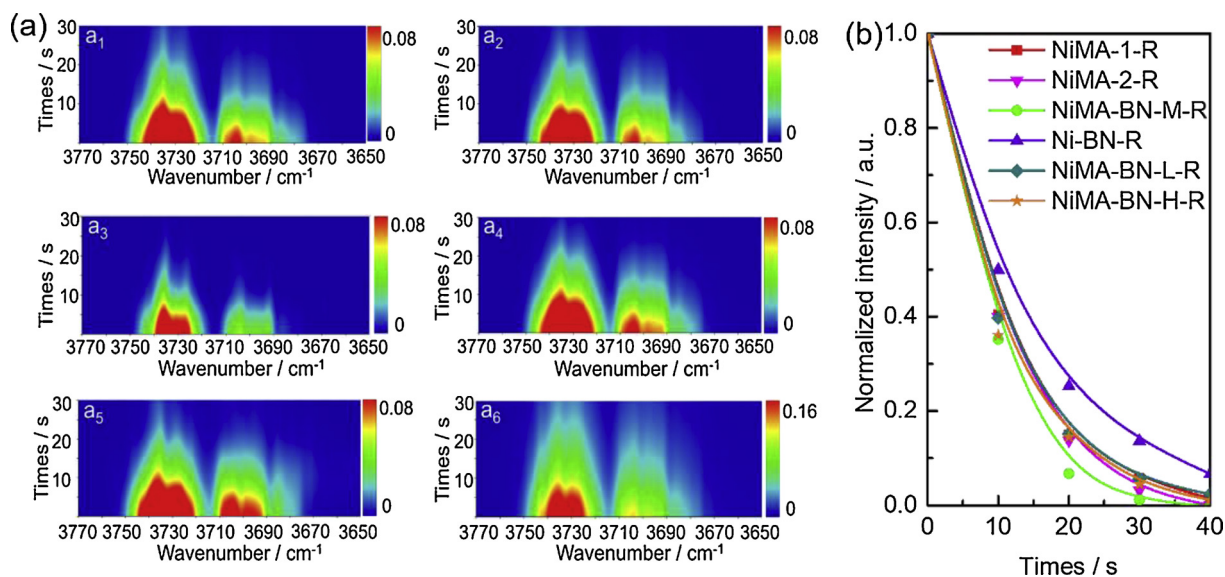 (a)
a1
30
20
10
Times / s
0.08
0
3770 3750 3730 3710 3690 3670 3650
Wavenumber / cm-1
a2
30
20
10
Times / s
0.08
0
3770 3750 3730 3710 3690 3670 3650
Wavenumber / cm-1
a3
30
20
10
Times / s
0.08
0
3770 3750 3730 3710 3690 3670 3650
Wavenumber / cm-1
a4
30
20
10
Times / s
0.08
0
3770 3750 3730 3710 3690 3670 3650
Wavenumber / cm-1
a5
30
20
10
Times / s
0.08
0
3770 3750 3730 3710 3690 3670 3650
Wavenumber / cm-1
a6
30
20
10
Times / s
0.16
0
3770 3750 3730 3710 3690 3670 3650
Wavenumber / cm-1
(b)
1.0
0.8
0.6
0.4
0.2
0.0
Normalized intensity / a.u.
NiMA-1-R
NiMA-2-R
NiMA-BN-M-R
Ni-BN-R
NiMA-BN-L-R
NiMA-BN-H-R
0 10 20 30 40
Times / s